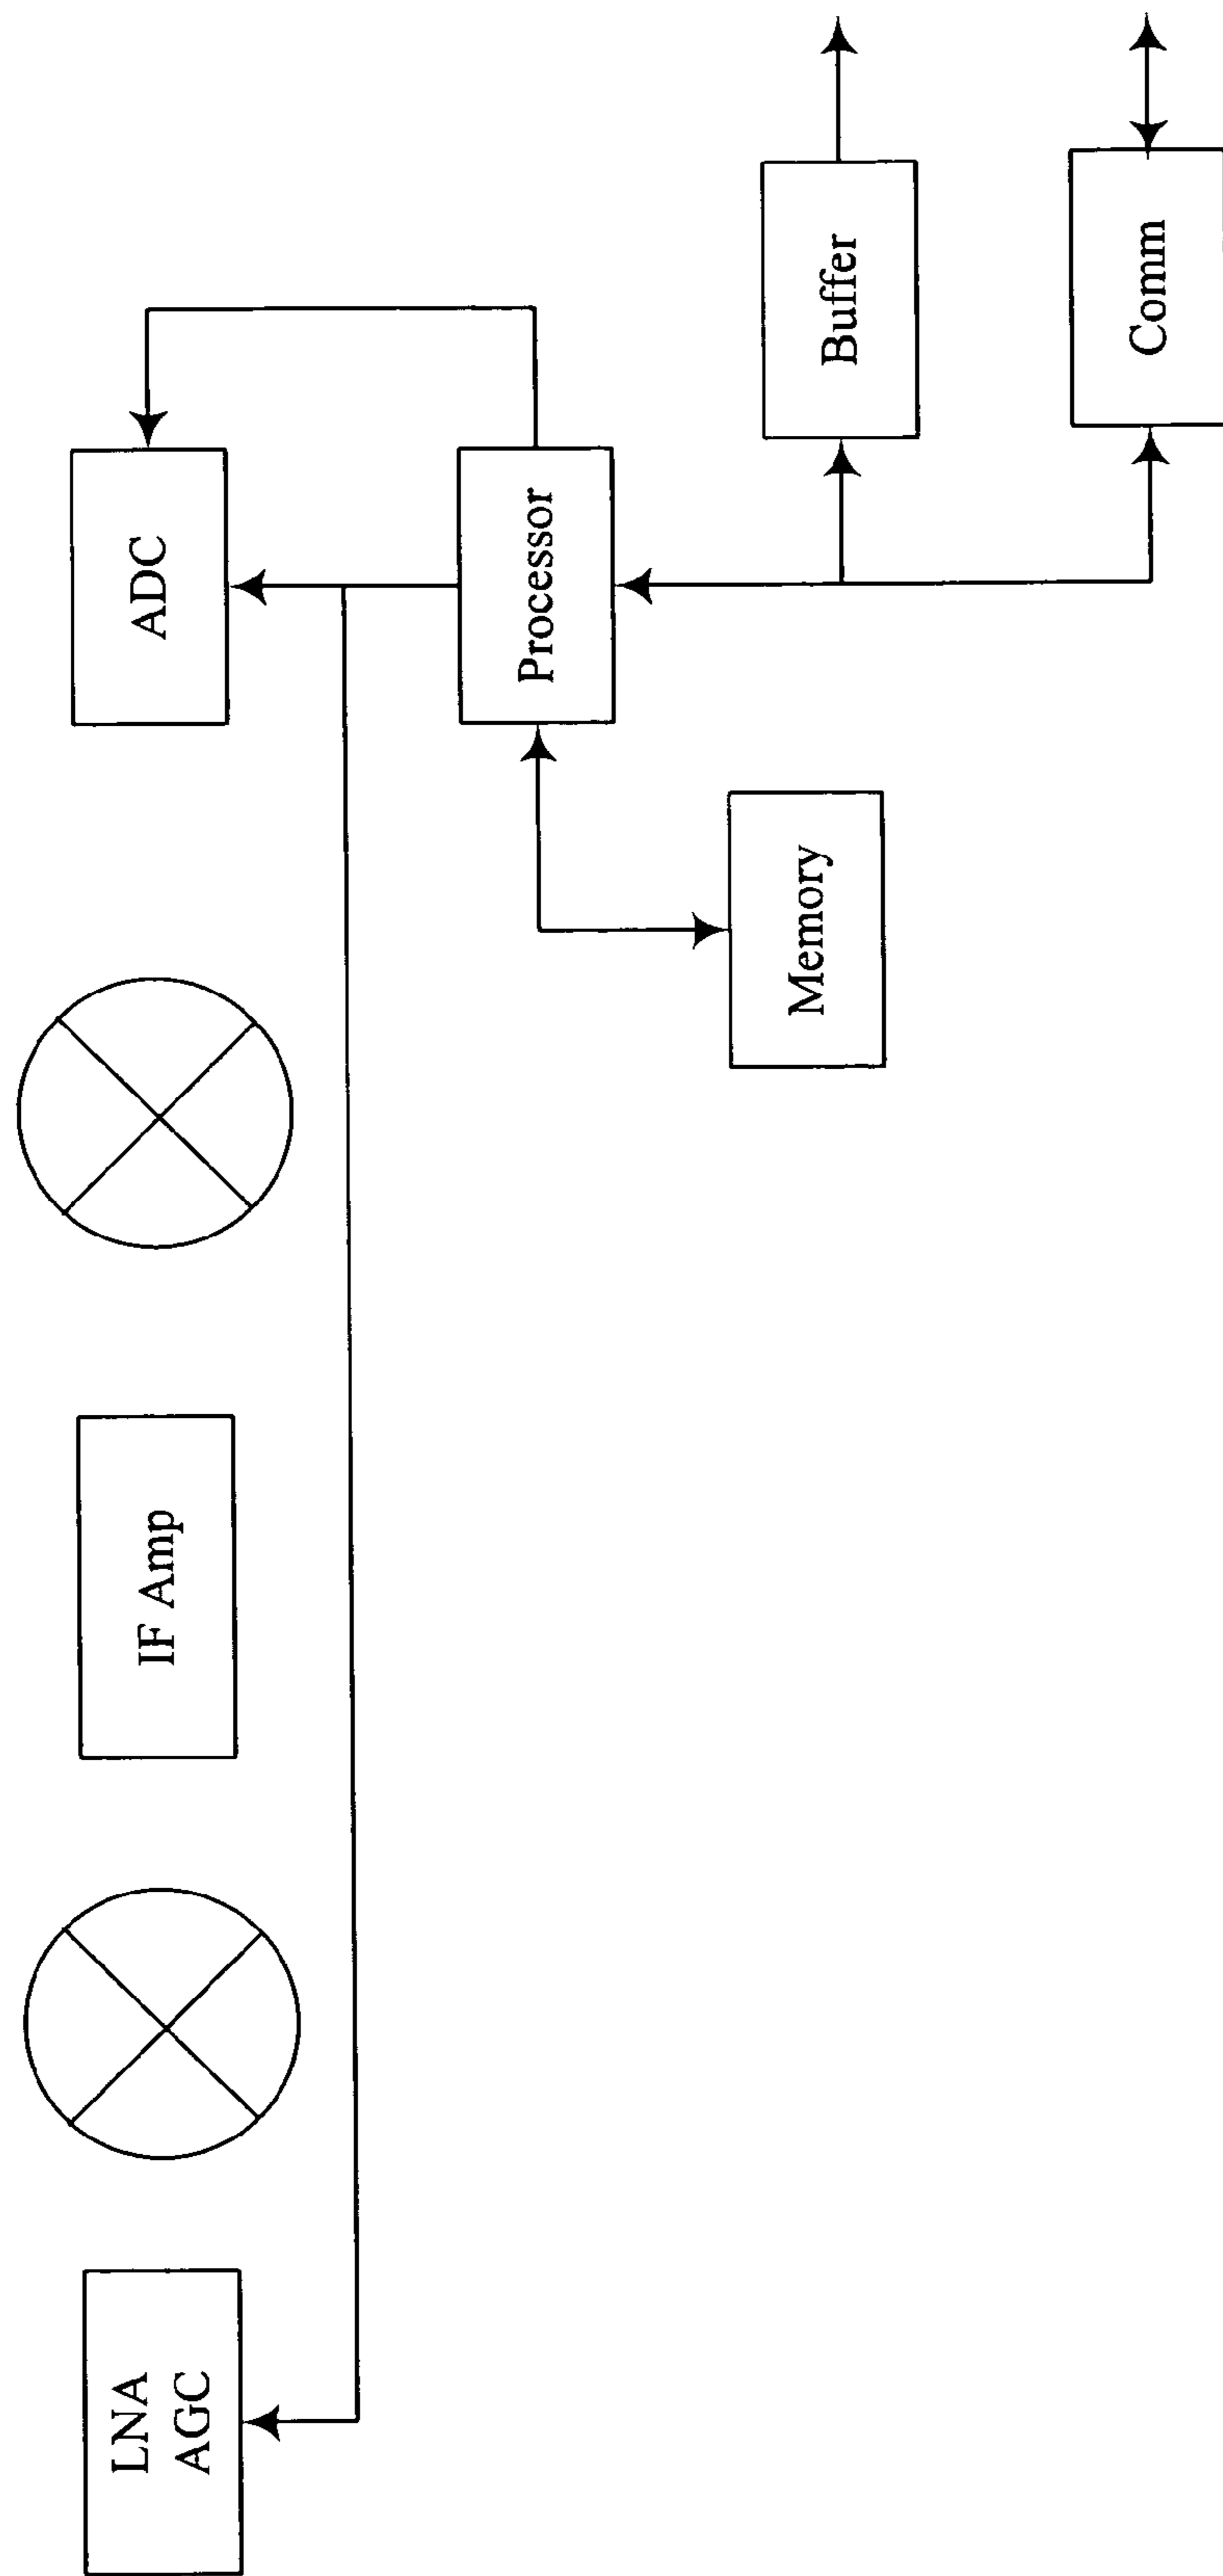 LNA
AGC
IF Amp
ADC
Processor
Memory
Buffer
Comm